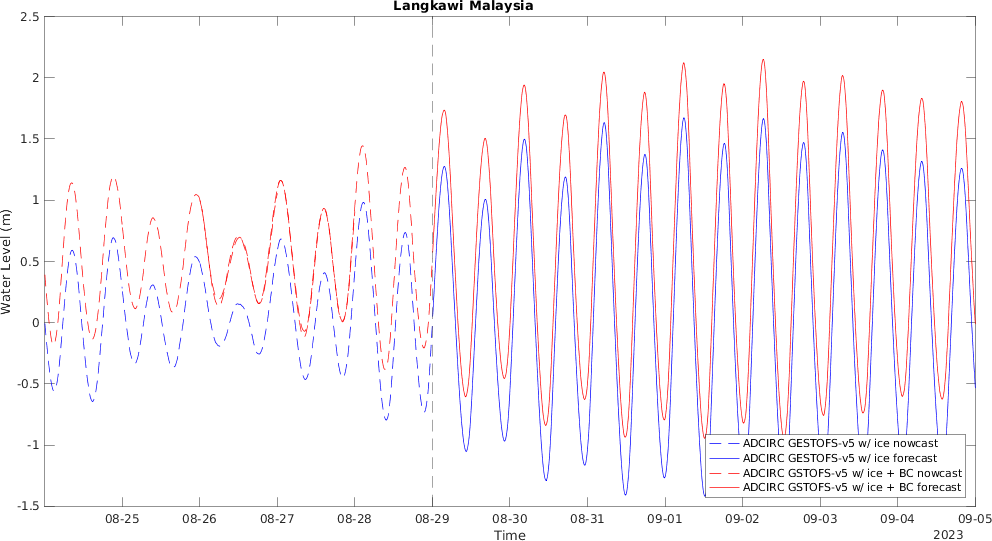 Langkawi Malaysia
2.5
2
1.5
1
0.5
0
-0.5
-1
-1.5
Water Level (m)
ADCIRC GESTOFS-v5 w/ ice nowcast
ADCIRC GESTOFS-v5 w/ ice forecast
ADCIRC GSTOFS-v5 w/ ice + BC nowcast
ADCIRC GSTOFS-v5 w/ ice + BC forecast
08-25 08-26 08-27 08-28 08-29 08-30 08-31 09-01 09-02 09-03 09-04 09-05
Time
2023